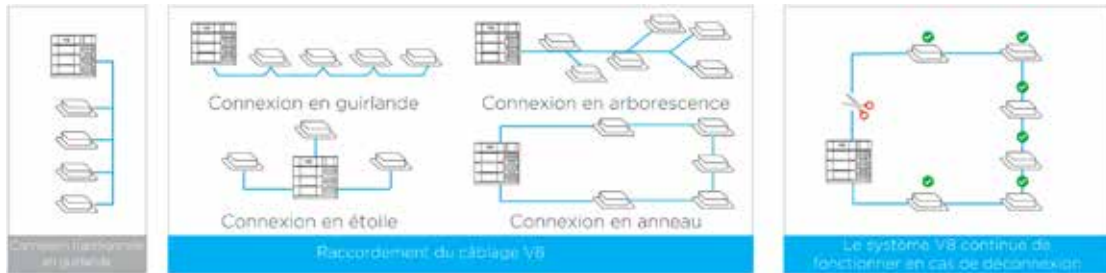 Connexion traditionnelle
en guirlande
Connexion en guirlande
Connexion en arborescence
Connexion en étoile
Connexion en anneau
Raccordement du câblage V8
Le système V8 continue de
fonctionner en cas de déconnexion